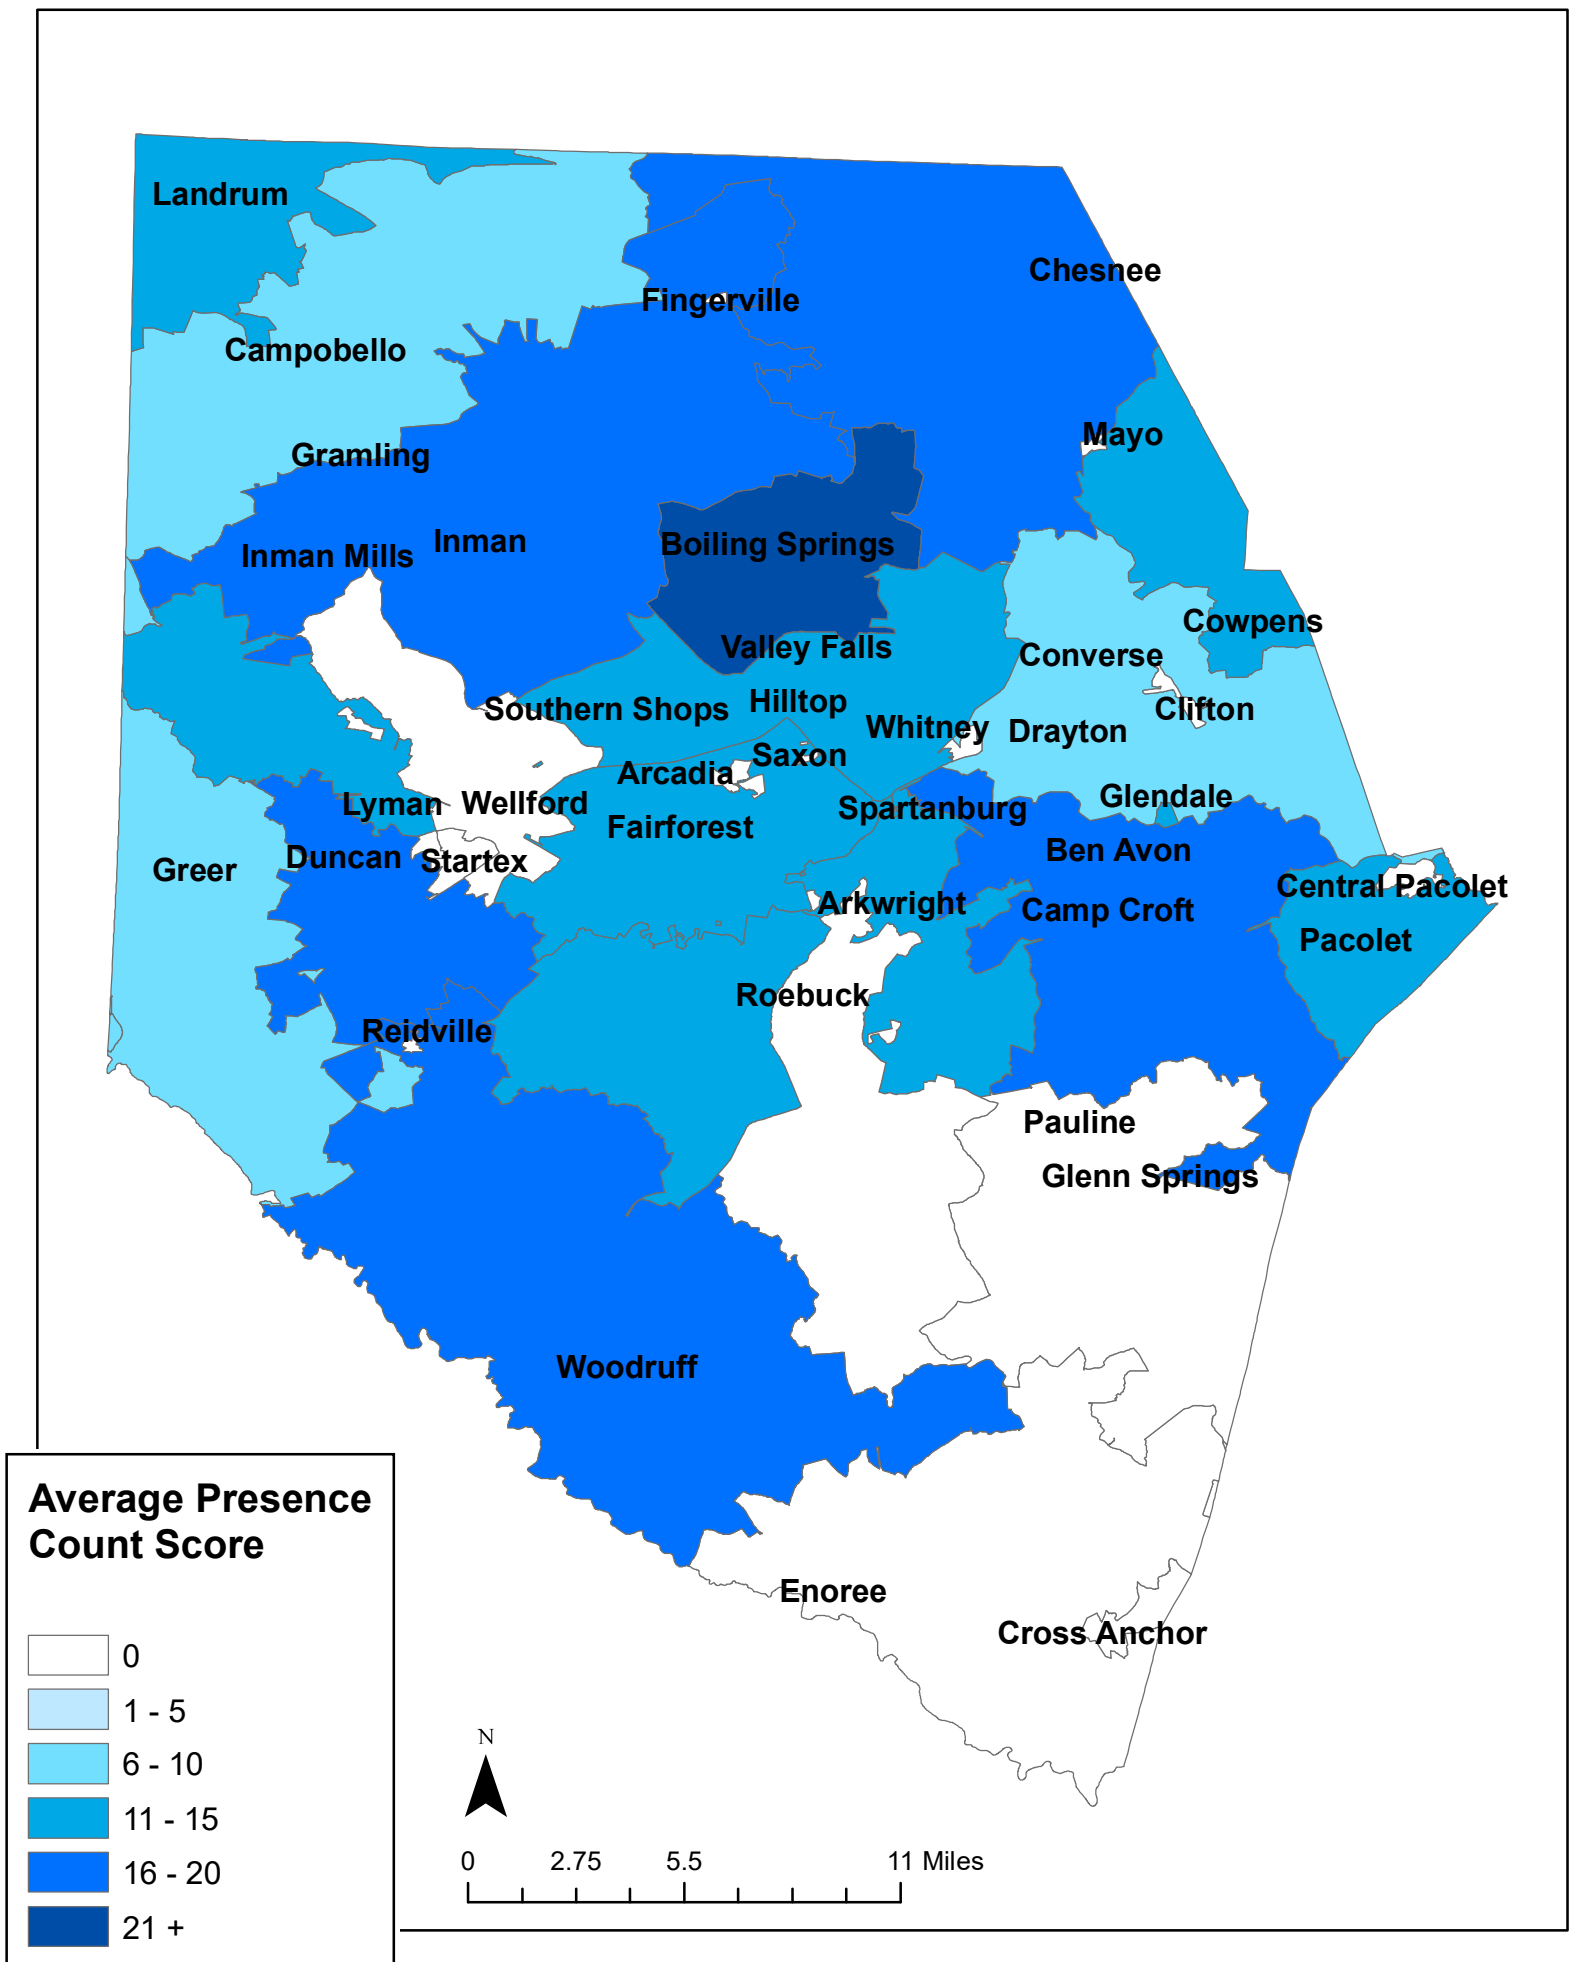 Landrum
Chesnee
Fingerville
Campobello
Mayo
Gramling
Inman
Boiling Springs
Inman Mills
Cowpens
Valley Falls
Converse
Hilltop
Southern Shops
Clifton
Whitney
Drayton
Saxon
Arcadia
Glendale
Lyman
Wellford
Spartanburg
Fairforest
Ben Avon
Duncan
Startex
Greer
Central Pacolet
Arkwright
Camp Croft
Pacolet
Roebuck
Reidville
Pauline
Glenn Springs
Woodruff
Enoree
Cross Anchor
Average Presence
Count Score
0
1 - 5
6 - 10
11 - 15
16 - 20
21 +
N
0 2.75 5.5 11 Miles